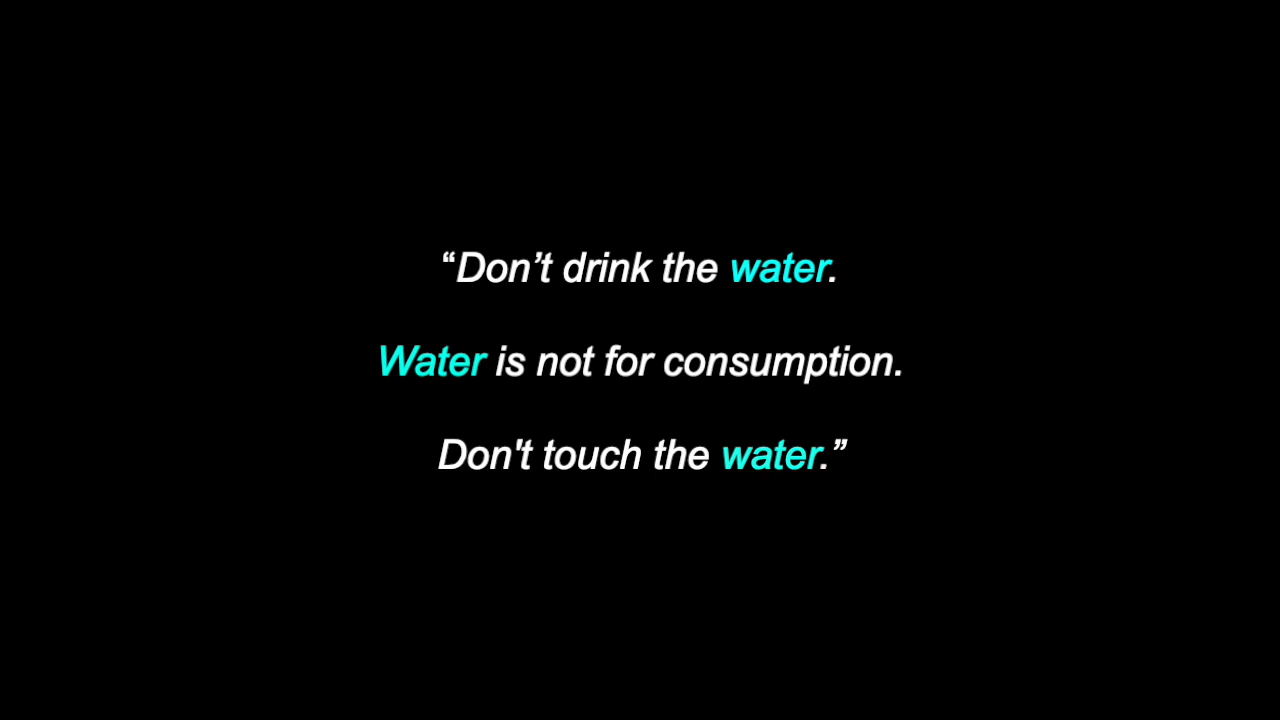 “Don’t drink the water.
Water is not for consumption.
Don't touch the water.”